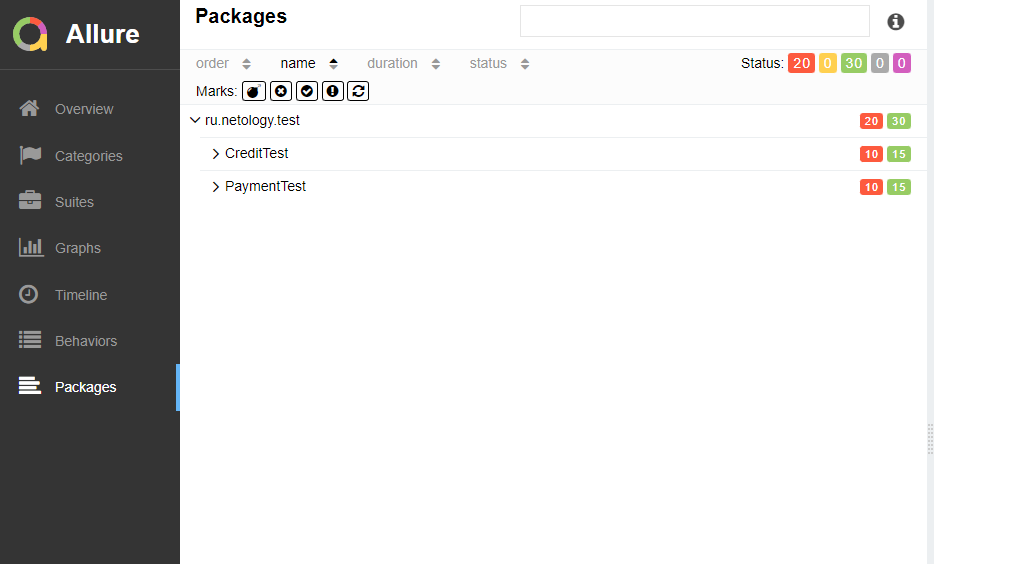 Allure
Overview
Categories
Suites
Graphs
Timeline
Behaviors
Packages
Packages
order name duration status Status: 20 0 30 0 0
Marks:
ru.netology.test 20 30
CreditTest 10 15
PaymentTest 10 15